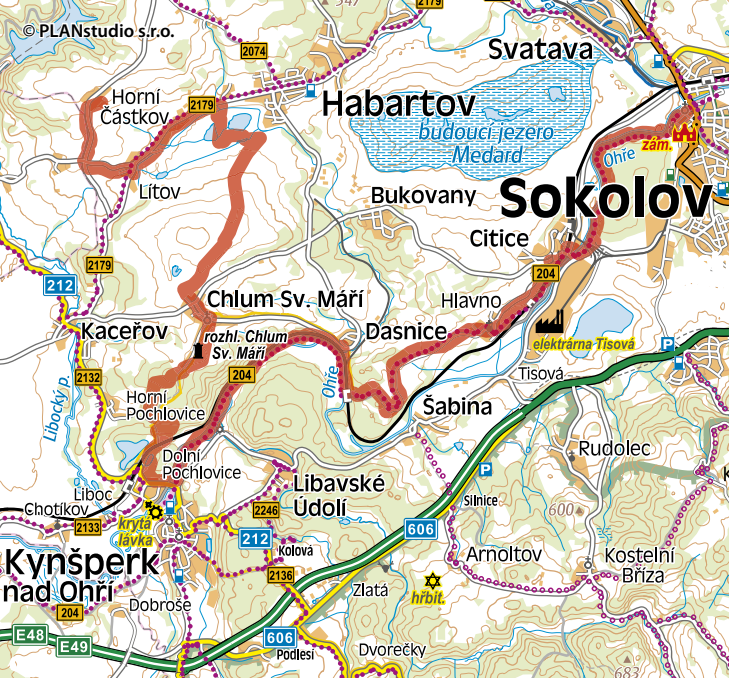 547
2179
© PLANstudio s.r.o.
2074
Svatava
Horní
Částkov
2179
Habartov
budoucí jezero
Medard
Ohře
zám.
Lítov
Bukovany
Sokolov
Citice
204
2179
212
Hlavno
Chlum Sv. Máří
Kaceřov
rozhl. Chlum
Sv. Máří
Dasnice
elektrárna Tisová
P
2132
204
Ohře
Tisová
Libocký p.
Horní
Pochlovice
Šabina
Rudolec
Dolní
Pochlovice
P
Liboc
Libavské
Údolí
Silnice
Chotíkov
2133
krytá
lávka
2246
600
606
212
Kolová
Arnoltov
Kostelní
Bříza
Kynšperk
nad Ohří
2136
Zlatá
hřbit.
204
Dobroše
E48
E49
606
Podlesí
Dvorečky
683